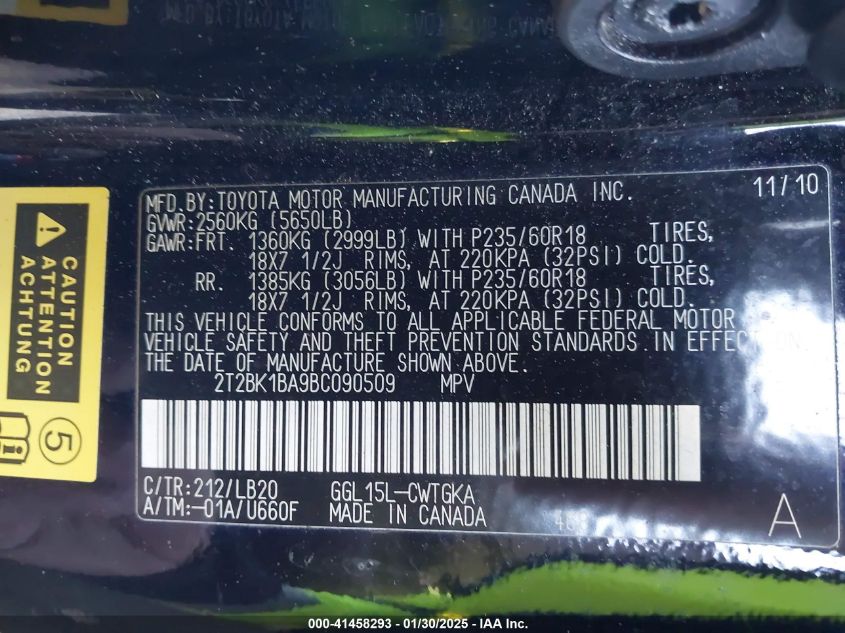 MFD. BY: TOYOTA MOTOR MANUFACTURING CANADA INC. 11/10
GVWR: 2560KG (5650LB)
GAWR: FRT. 1360KG (2999LB) WITH P235/60R18 TIRES,
18X7 1/2J RIMS, AT 220KPA (32PSI) COLD.
RR. 1385KG (3056LB) WITH P235/60R18 TIRES,
18X7 1/2J RIMS, AT 220KPA (32PSI) COLD.
THIS VEHICLE CONFORMS TO ALL APPLICABLE FEDERAL MOTOR
VEHICLE SAFETY AND THEFT PREVENTION STANDARDS IN EFFECT ON
THE DATE OF MANUFACTURE SHOWN ABOVE.
2T2BK1BA9BC090509 MPV
C/TR: 212/LB20 GGL15L-CWTGKA
A/TM: -01A/U660F MADE IN CANADA
A
CAUTION
ATTENTION
ACHTUNG
5
000-41458293 - 01/30/2025 - IAA Inc.